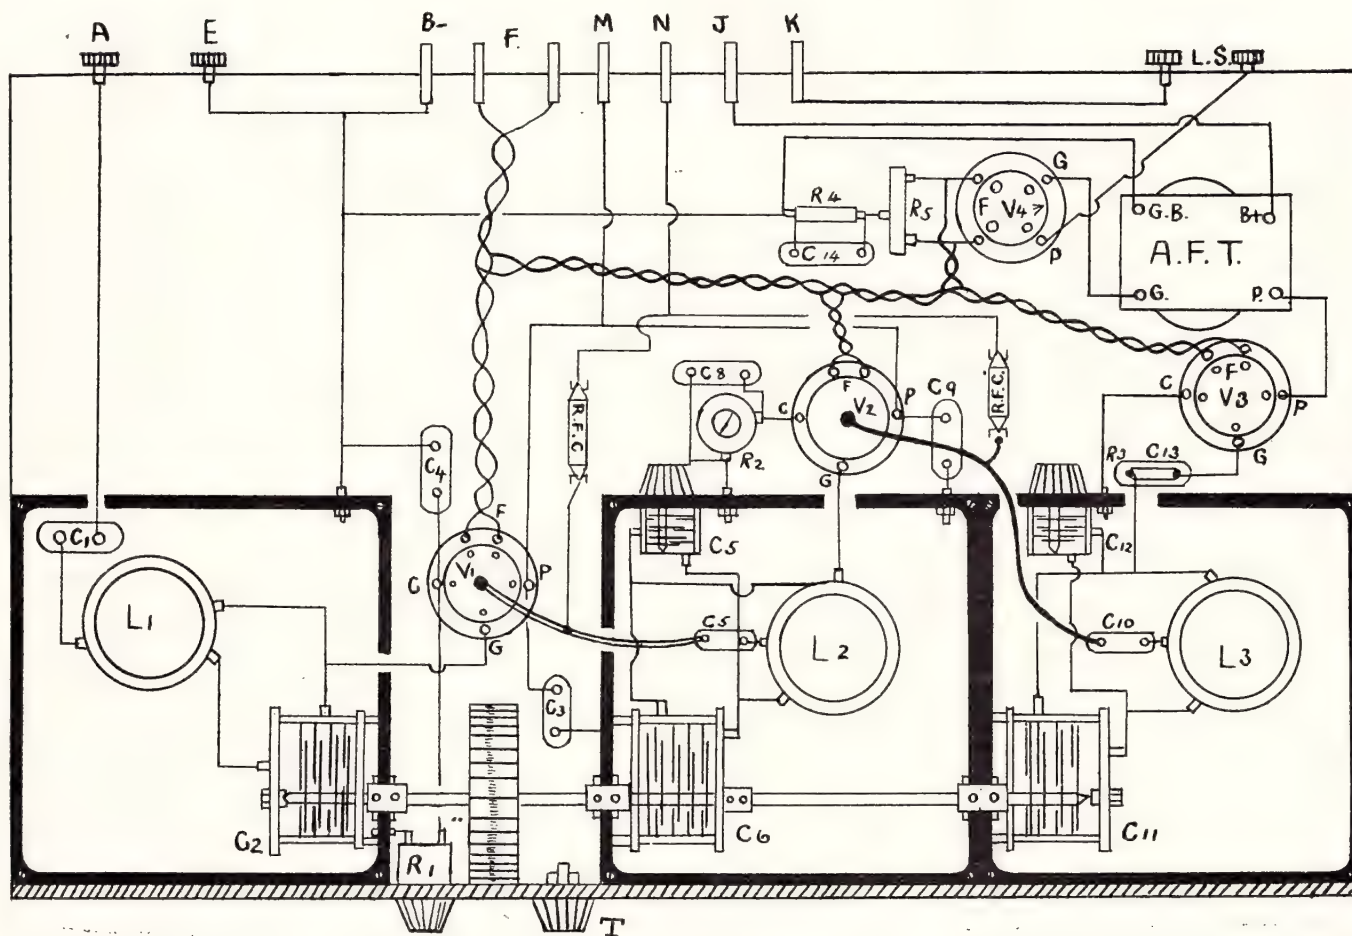 A E B- F. M N J K L.S.
R4 R5 G F V4 P
C14
G.B. B+
A.F.T.
G. P.
C4 R.F.C C8 F V2 C P C9 R.F.C. C F V3 P
R2 G R3 C13 G
C1 F C5 C12
L1 C V1 P G C3 C5 L2 C10 L3
C2 R1 C6 C11
T